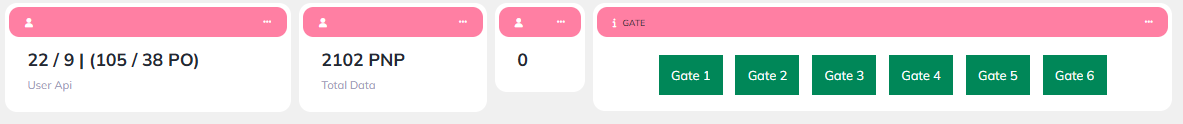 22 / 9 | (105 / 38 PO)
User Api
2102 PNP
Total Data
0
GATE
Gate 1
Gate 2
Gate 3
Gate 4
Gate 5
Gate 6